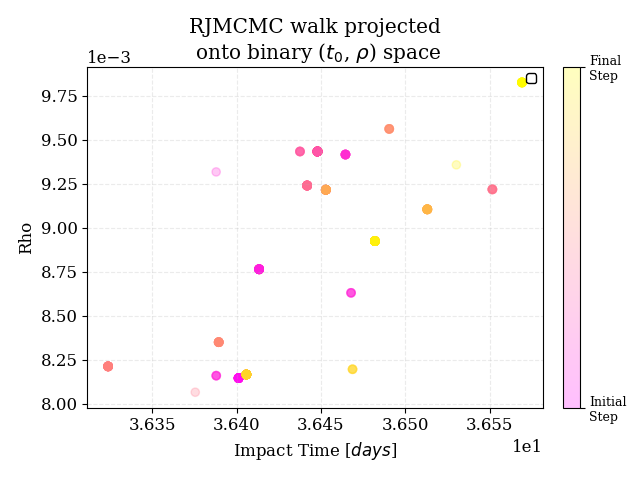 RJMCMC walk projected
onto binary (t₀, ρ) space
1e−3
Final
Step
9.75
9.50
9.25
9.00
8.75
8.50
8.25
8.00
Rho
Initial
Step
3.635
3.640
3.645
3.650
3.655
1e1
Impact Time [days]